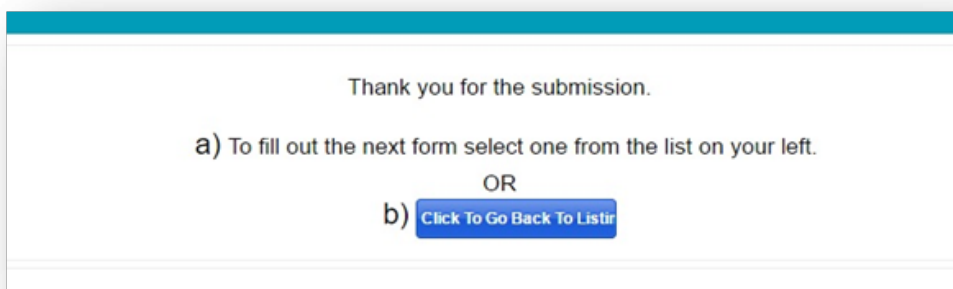 Thank you for the submission.
a) To fill out the next form select one from the list on your left.
OR
b) Click To Go Back To Listin